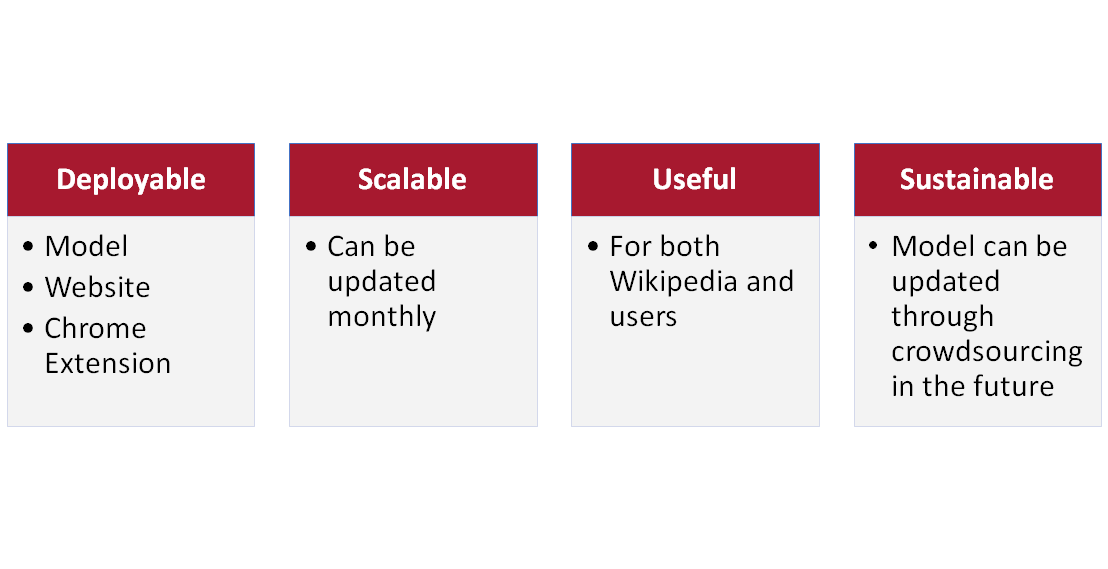 Deployable
• Model
• Website
• Chrome
Extension
Scalable
• Can be
updated
monthly
Useful
• For both
Wikipedia and
users
Sustainable
• Model can be
updated
through
crowdsourcing
in the future